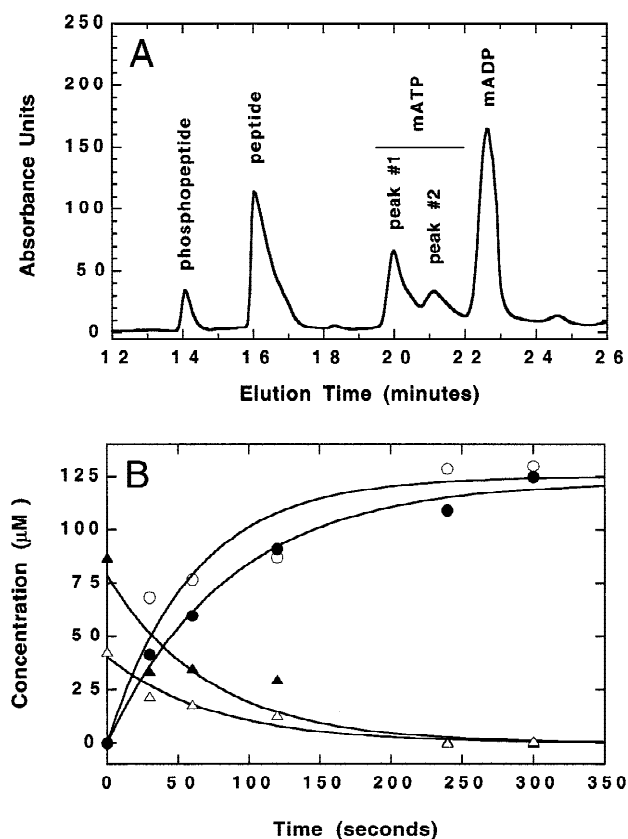 A
Absorbance Units
250
200
150
100
50
0
phosphopeptide
peptide
mATP
peak #1
peak #2
mADP
12 14 16 18 20 22 24 26
Elution Time (minutes)
B
Concentration (µM )
125
100
75
50
25
0
0 50 100 150 200 250 300 350
Time (seconds)